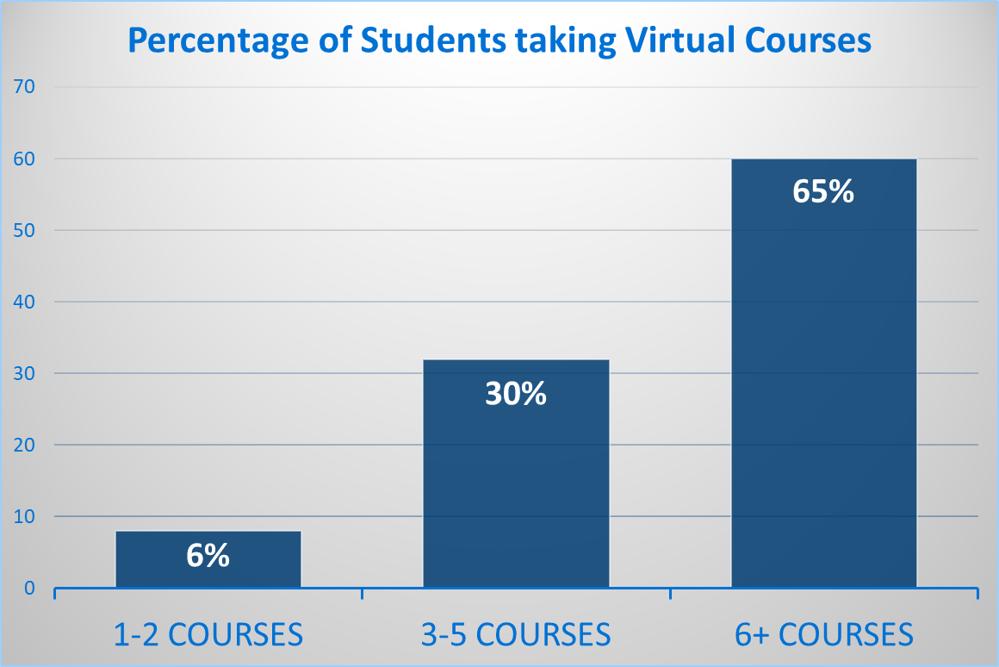 Percentage of Students taking Virtual Courses
70
60
65%
50
40
30
30%
20
10
6%
0
1-2 COURSES
3-5 COURSES
6+ COURSES